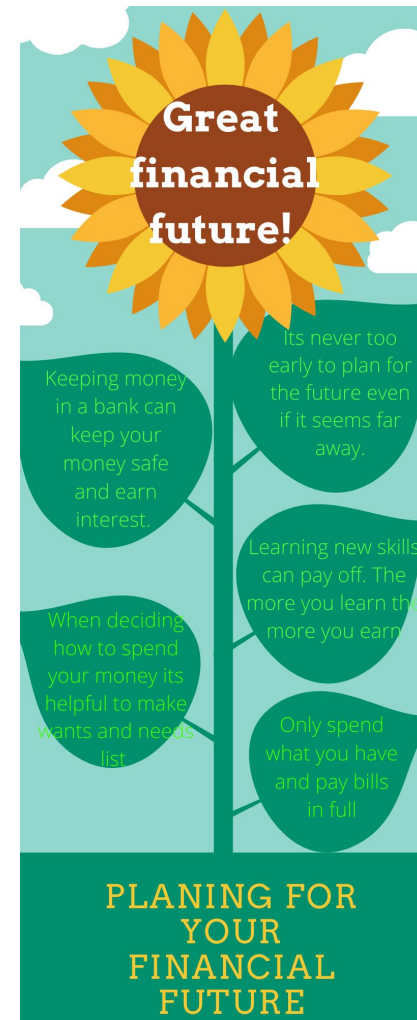 Great
financial
future!
Its never too
early to plan for
the future even
if it seems far
away.
Keeping money
in a bank can
keep your
money safe
and earn
interest.
Learning new skills
can pay off. The
more you learn the
more you earn
When deciding
how to spend
your money its
helpful to make
wants and needs
list
Only spend
what you have
and pay bills
in full
PLANING FOR
YOUR
FINANCIAL
FUTURE